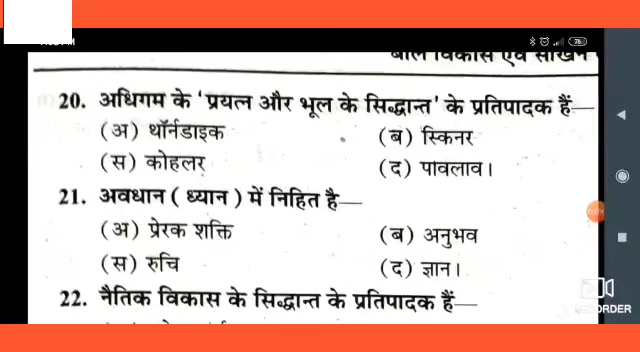 बाल विकास एवं सीखने
20. अधिगम के 'प्रयत्न और भूल के सिद्धान्त' के प्रतिपादक हैं—
(अ) थॉर्नडाइक (ब) स्किनर
(स) कोहलर (द) पावलाव।
21. अवधान ( ध्यान ) में निहित है—
(अ) प्रेरक शक्ति (ब) अनुभव
(स) रुचि (द) ज्ञान।
22. नैतिक विकास के सिद्धान्त के प्रतिपादक हैं—